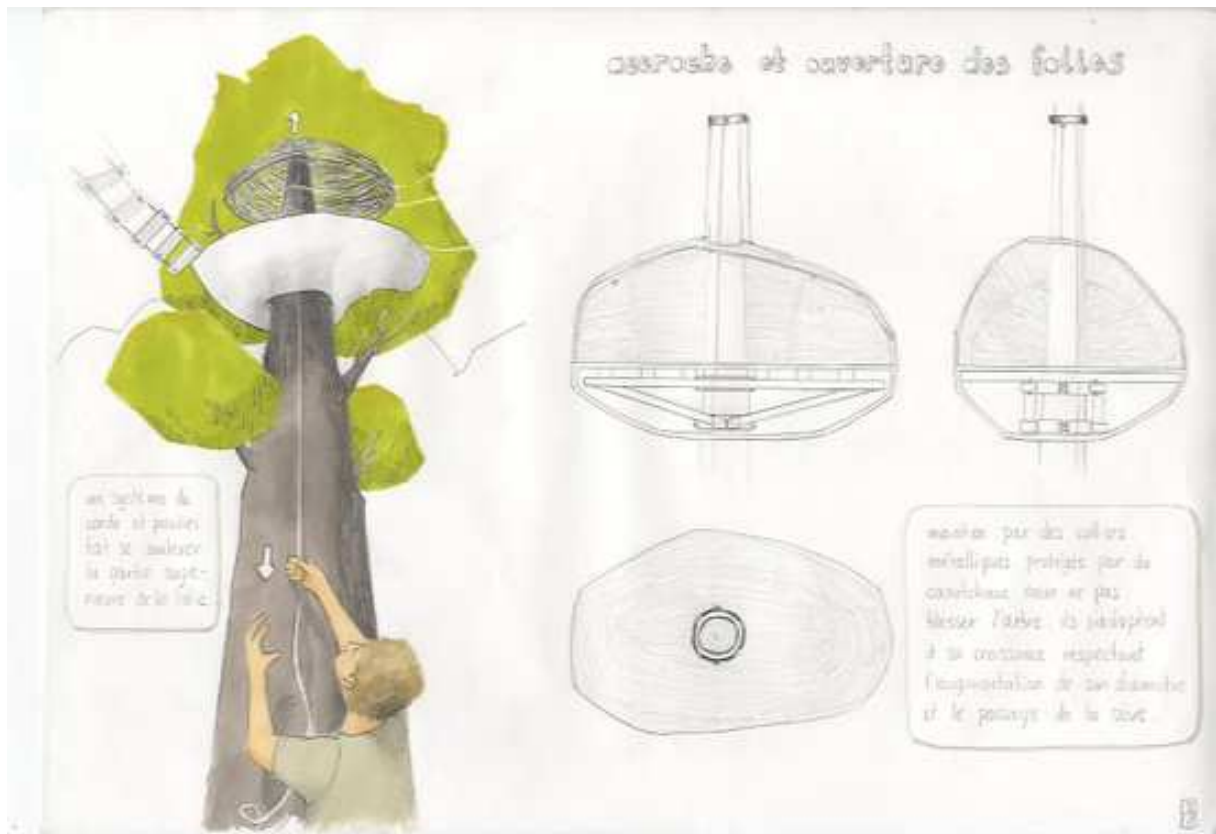 accroche et ouverture des folies
un système de
corde et poulies
fait se soulever
la partie supé-
rieure de la folie
par des colliers
métalliques protégés par du
caoutchouc pour ne pas
blesser l'arbre. ils
à sa croissance respectant
l'augmentation de son diamètre
et le passage de la sève